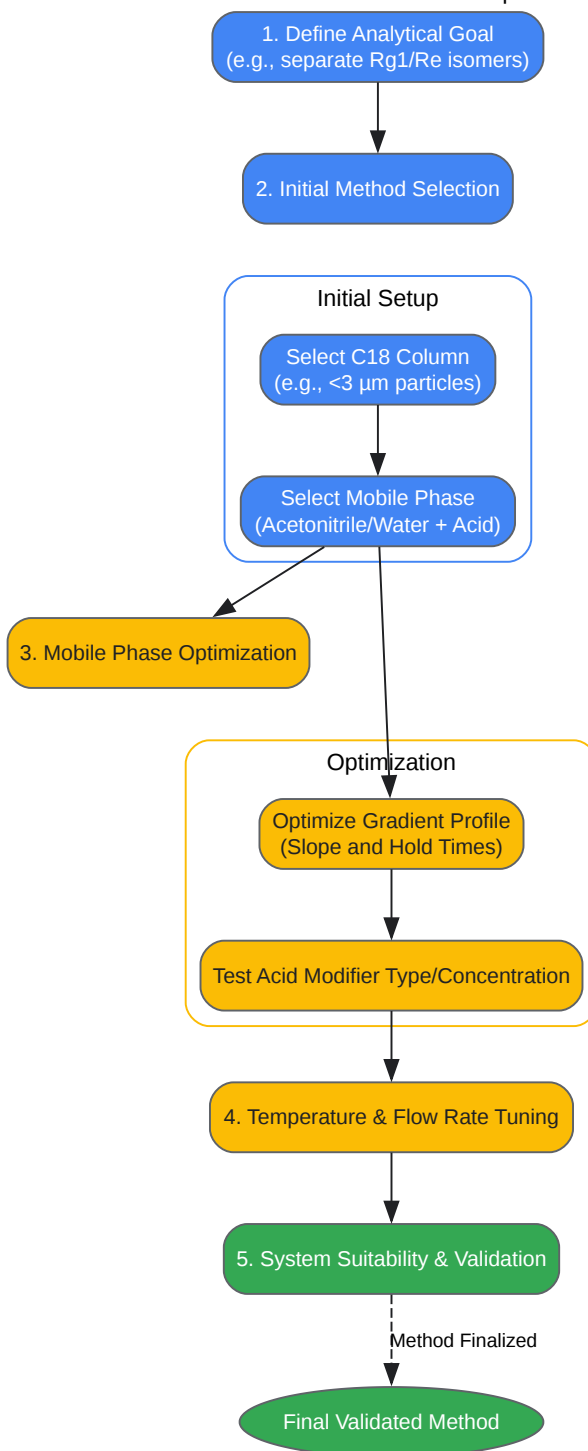 1. Define Analytical Goal
(e.g., separate Rg1/Re isomers)
2. Initial Method Selection
Initial Setup
Select C18 Column
(e.g., <3 µm particles)
Select Mobile Phase
(Acetonitrile/Water + Acid)
3. Mobile Phase Optimization
Optimization
Optimize Gradient Profile
(Slope and Hold Times)
Test Acid Modifier Type/Concentration
4. Temperature & Flow Rate Tuning
5. System Suitability & Validation
Method Finalized
Final Validated Method